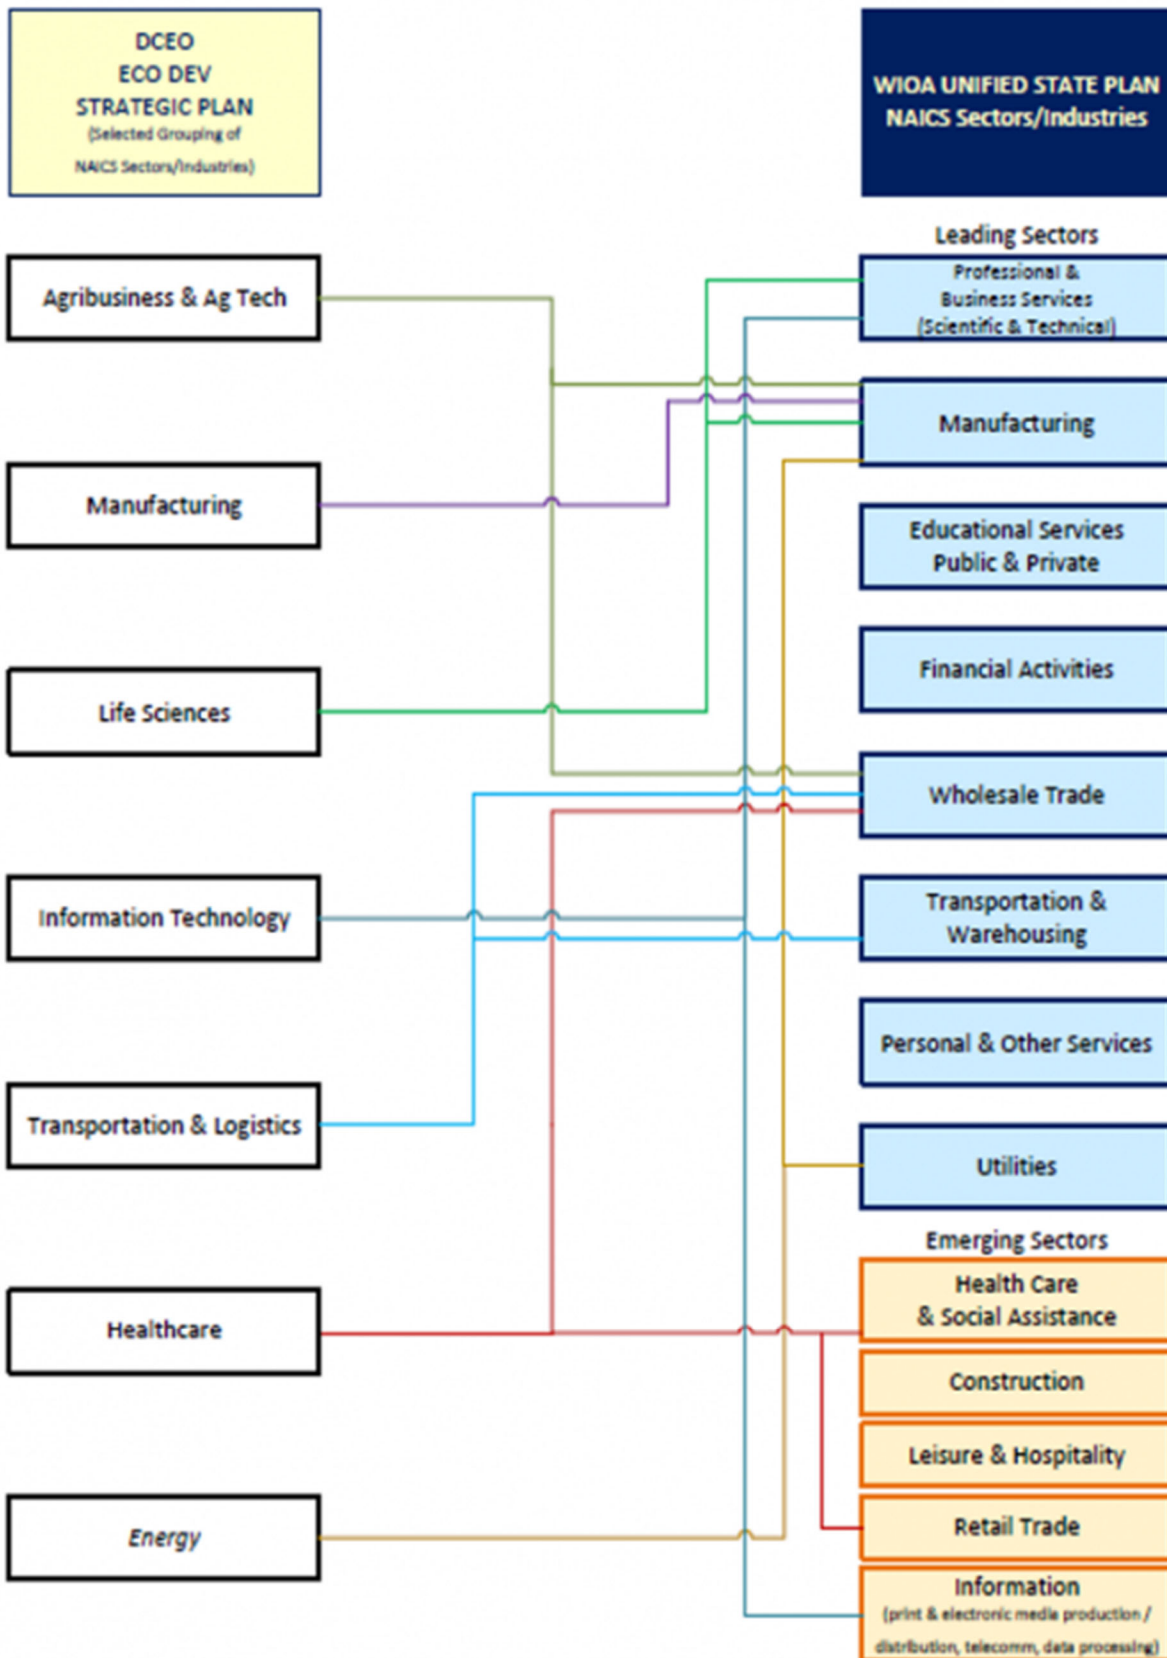 DCEO
ECO DEV
STRATEGIC PLAN
(Selected Grouping of
NAICS Sectors/Industries)
WIOA UNIFIED STATE PLAN
NAICS Sectors/Industries
Leading Sectors
Agribusiness & Ag Tech
Professional &
Business Services
(Scientific & Technical)
Manufacturing
Manufacturing
Educational Services
Public & Private
Life Sciences
Financial Activities
Wholesale Trade
Information Technology
Transportation &
Warehousing
Personal & Other Services
Transportation & Logistics
Utilities
Emerging Sectors
Healthcare
Health Care
& Social Assistance
Construction
Leisure & Hospitality
Energy
Retail Trade
Information
(print & electronic media production /
distribution, telecomm, data processing)